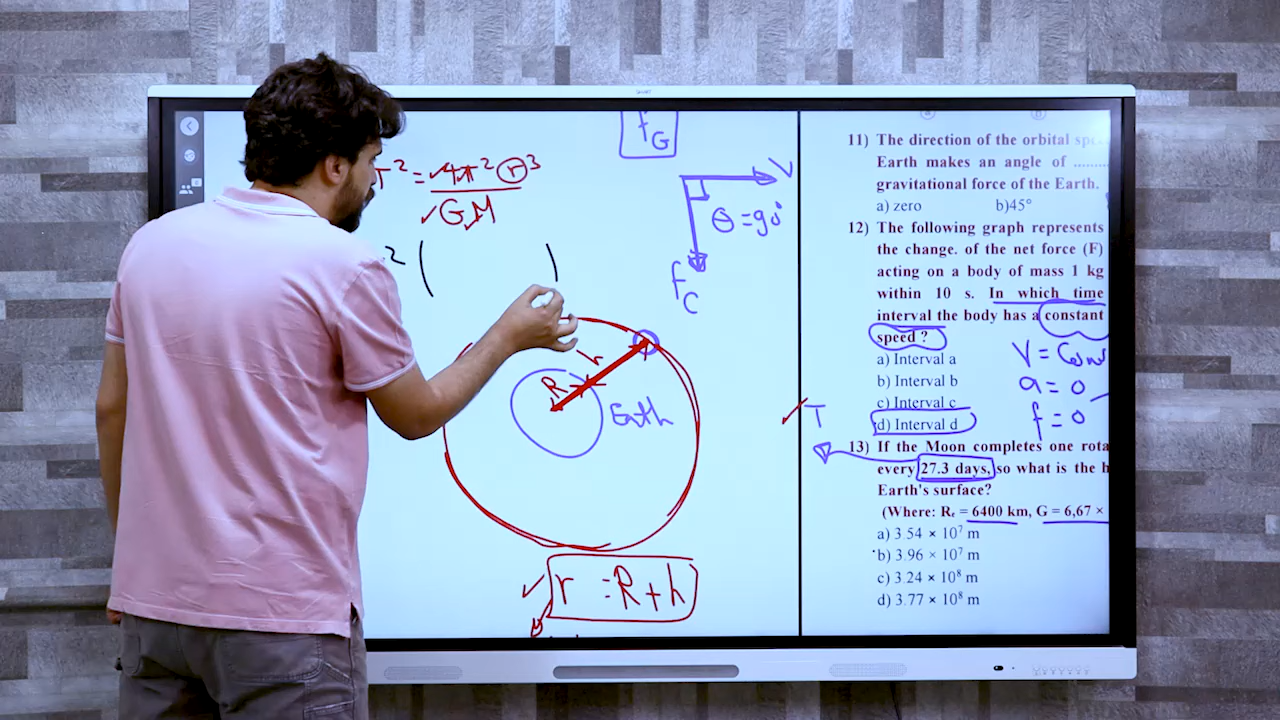 f_G
T² = 4π² r³
GM
² ( )
V
θ = 90°
f_C
r
R
Earth
r = R + h
11) The direction of the orbital
Earth makes an angle of ..........
gravitational force of the Earth.
a) zero b)45°
12) The following graph represents
the change. of the net force (F)
acting on a body of mass 1 kg
within 10 s. In which time
interval the body has a constant
speed ?
a) Interval a
b) Interval b
c) Interval c
d) Interval d
V =
a = 0
f = 0
T
13) If the Moon completes one
every 27.3 days, so what is the
Earth's surface?
(Where: Rₑ = 6400 km, G = 6,67 ×
a) 3.54 × 10⁷ m
b) 3.96 × 10⁷ m
c) 3.24 × 10⁸ m
d) 3.77 × 10⁸ m